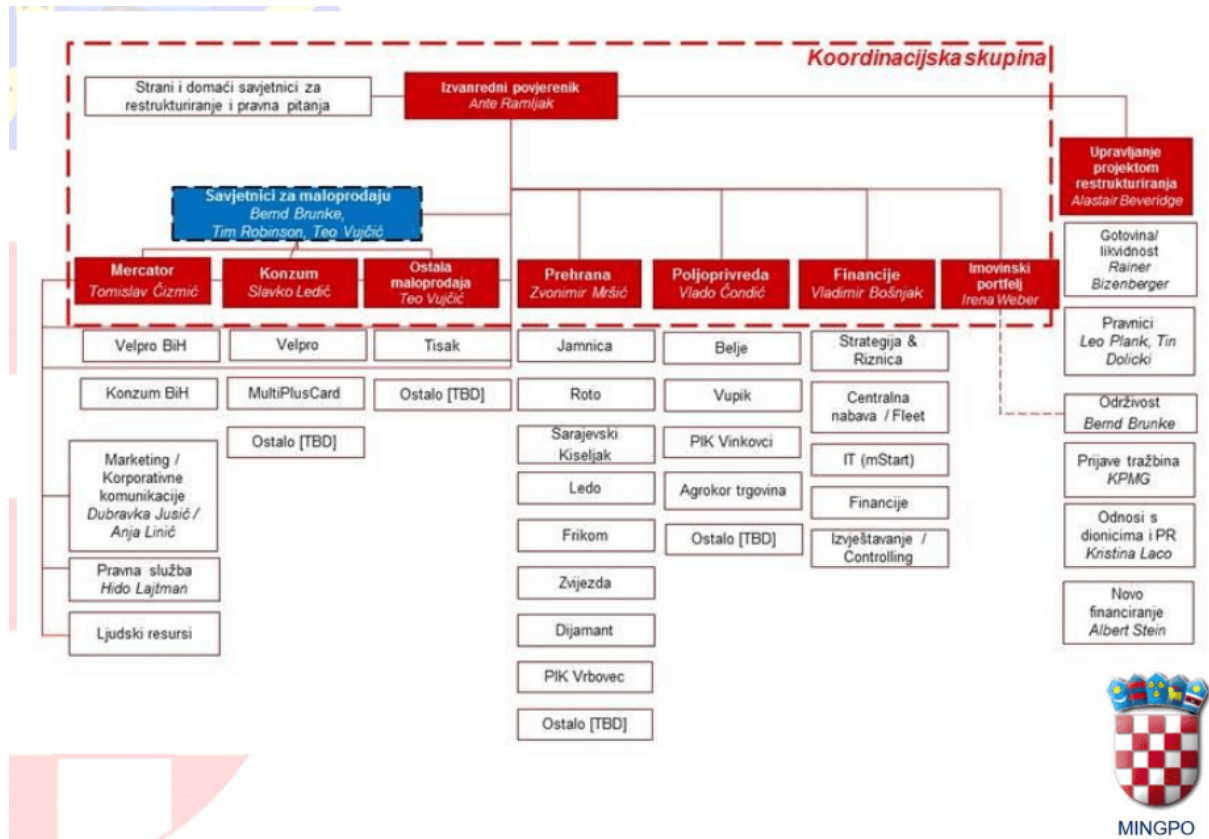 Koordinacijska skupina
Strani i domaći savjetnici za
restrukturiranje i pravna pitanja
Izvanredni povjerenik
Ante Ramljak
Upravljanje
projektom
restrukturiranja
Alastair Beveridge
Savjetnici za maloprodaju
Bernd Brunke,
Tim Robinson, Teo Vujčić
Mercator
Tomislav Čizmić
Konzum
Slavko Ledić
Ostala
maloprodaja
Teo Vujčić
Prehrana
Zvonimir Mršić
Poljoprivreda
Vlado Čondić
Financije
Vladimir Bošnjak
Imovinski
portfelj
Irena Weber
Velpro BiH
Konzum BiH
Marketing /
Korporativne
komunikacije
Dubravka Jusić /
Anja Linić
Pravna služba
Hido Lajtman
Ljudski resursi
Velpro
MultiPlusCard
Ostalo [TBD]
Tisak
Ostalo [TBD]
Jamnica
Roto
Sarajevski
Kiseljak
Ledo
Frikom
Zvijezda
Dijamant
PIK Vrbovec
Ostalo [TBD]
Belje
Vupik
PIK Vinkovci
Agrokor trgovina
Ostalo [TBD]
Strategija &
Riznica
Centralna
nabava / Fleet
IT (mStart)
Financije
Izvještavanje /
Controlling
Gotovina/
likvidnost
Rainer
Bizenberger
Pravnici
Leo Plank, Tin
Dolicki
Održivost
Bernd Brunke
Prijave tražbina
KPMG
Odnosi s
dionicima i PR
Kristina Laco
Novo
financiranje
Albert Stein
MINGPO